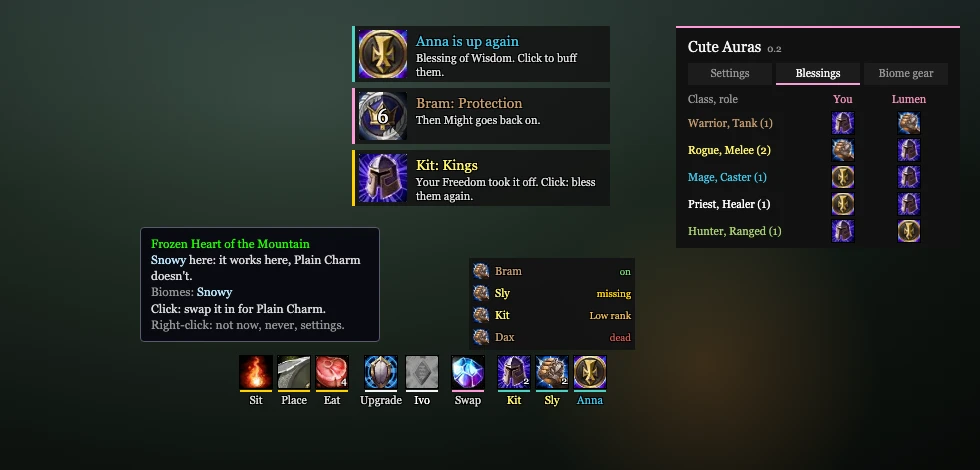 Anna is up again
Blessing of Wisdom. Click to buff
them.
6
Bram: Protection
Then Might goes back on.
Kit: Kings
Your Freedom took it off. Click: bless
them again.
Cute Auras 0.2
Settings Blessings Biome gear
Class, role You Lumen
Warrior, Tank (1)
Rogue, Melee (2)
Mage, Caster (1)
Priest, Healer (1)
Hunter, Ranged (1)
Frozen Heart of the Mountain
Snowy here: it works here, Plain Charm
doesn't.
Biomes: Snowy
Click: swap it in for Plain Charm.
Right-click: not now, never, settings.
Bram on
Sly missing
Kit Low rank
Dax dead
4 2 2
Sit Place Eat Upgrade Ivo Swap Kit Sly Anna